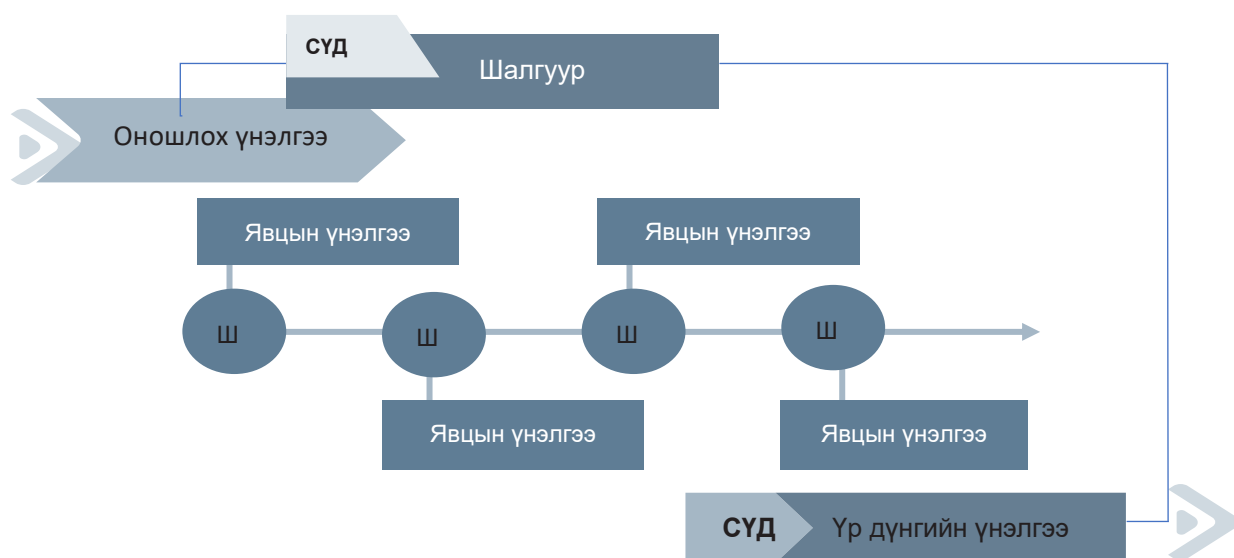 СҮД
Шалгуур
Оношлох үнэлгээ
Явцын үнэлгээ
Явцын үнэлгээ
Ш
Ш
Ш
Ш
Явцын үнэлгээ
Явцын үнэлгээ
СҮД
Үр дүнгийн үнэлгээ